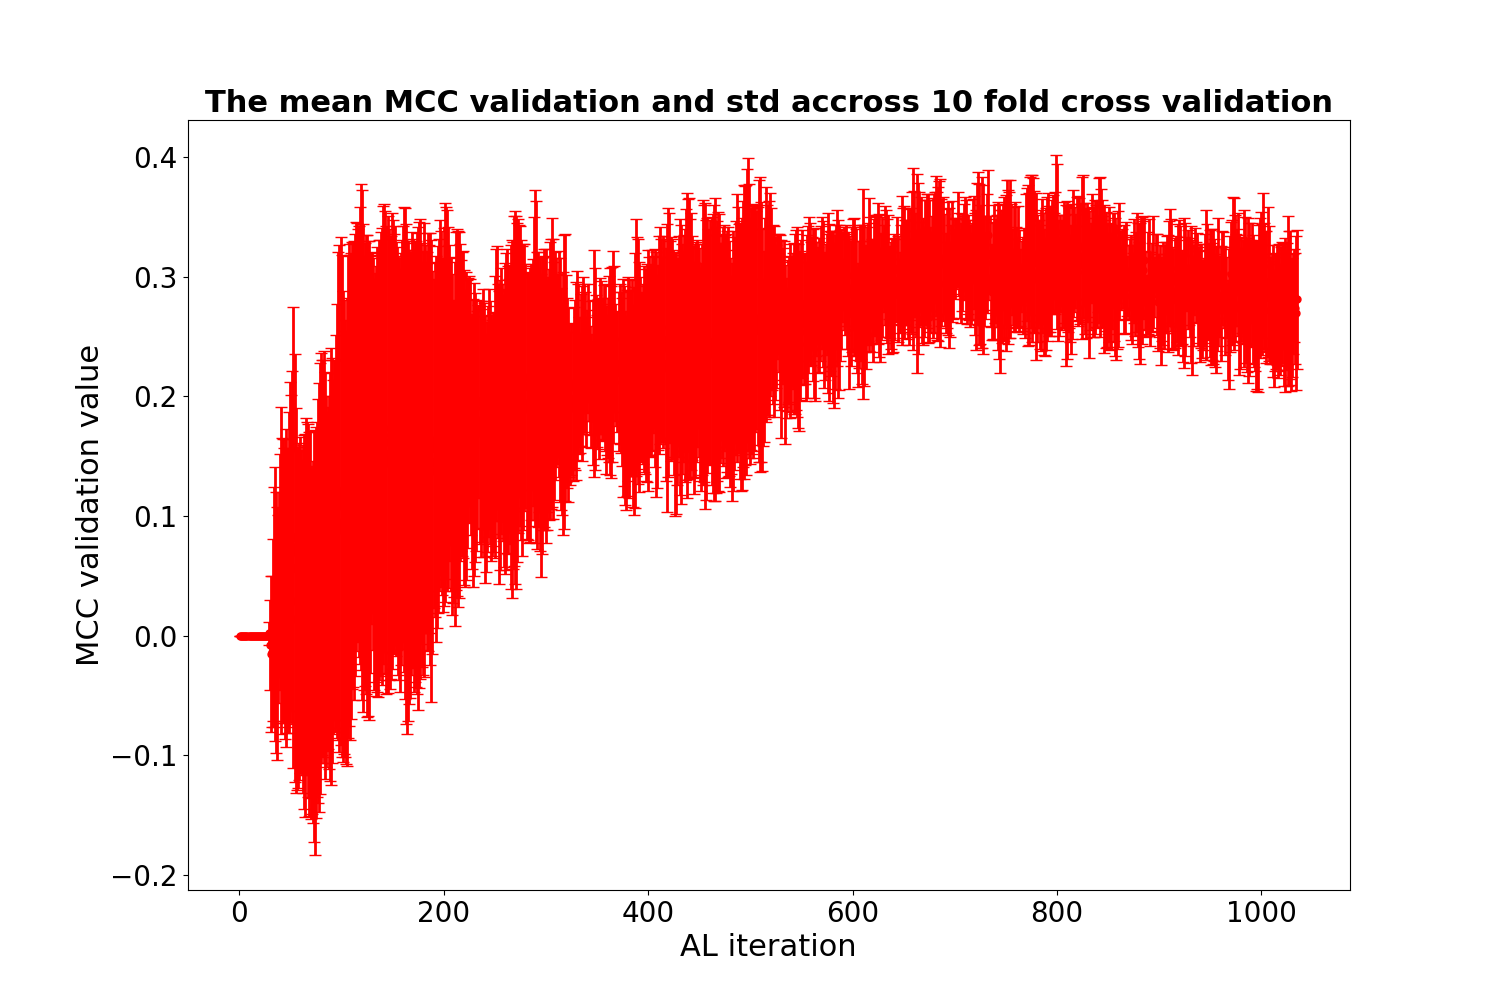 The mean MCC validation and std accross 10 fold cross validation
0.4
0.3
0.2
0.1
0.0
−0.1
−0.2
MCC validation value
0 200 400 600 800 1000
AL iteration